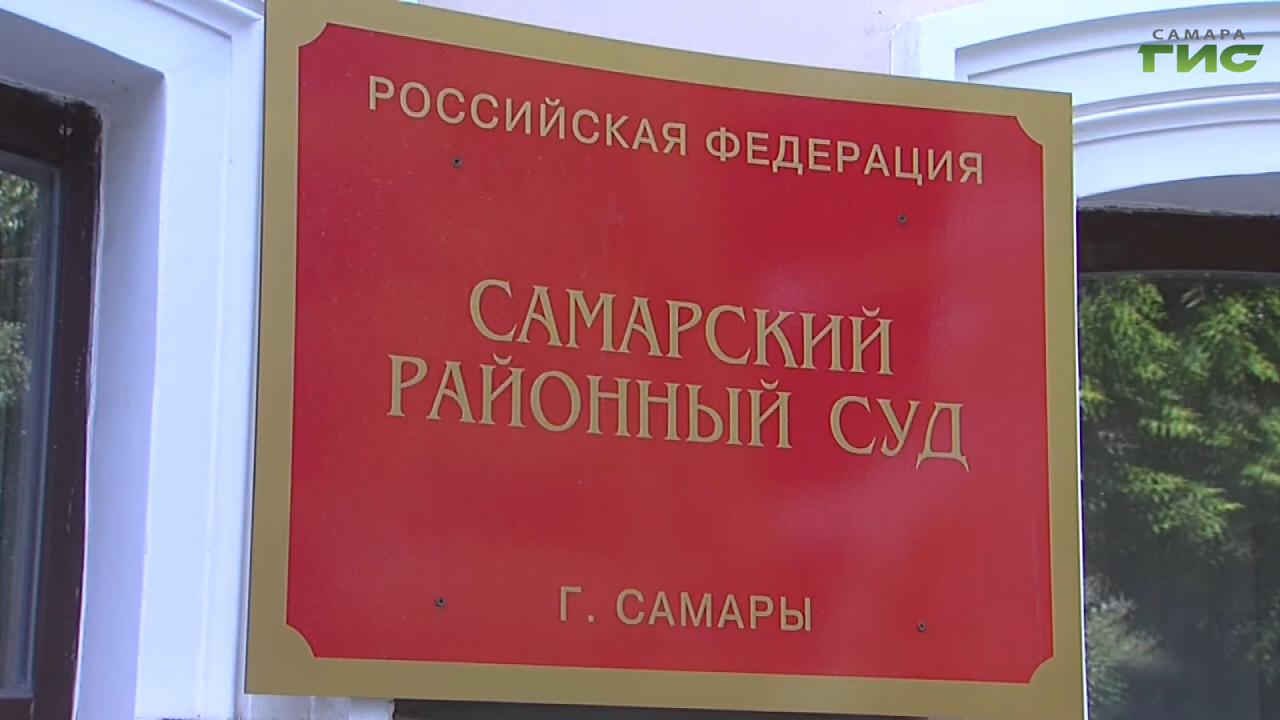 САМАРА
ГИС
РОССИЙСКАЯ ФЕДЕРАЦИЯ
САМАРСКИЙ
РАЙОННЫЙ СУД
Г. САМАРЫ